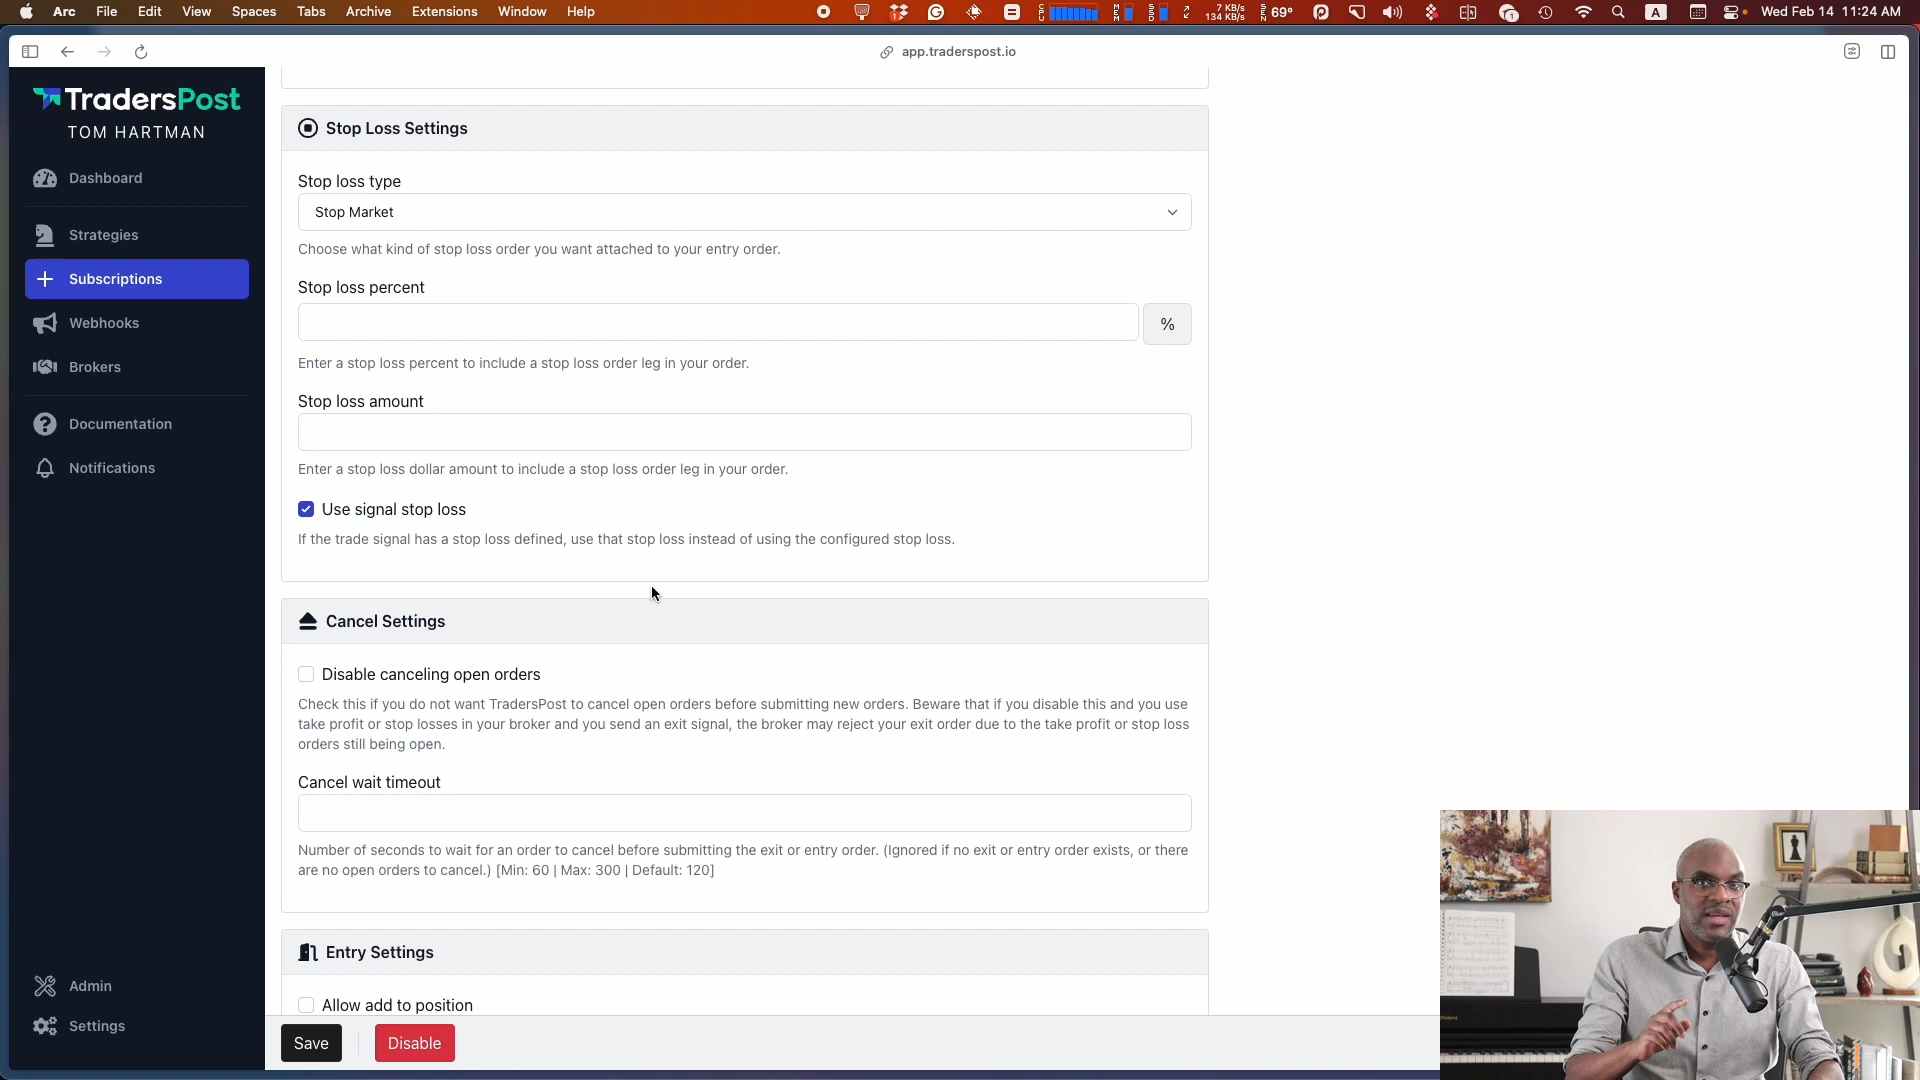 Arc File Edit View Spaces Tabs Archive Extensions Window Help 7 KB/s 134 KB/s 69° A 1 Wed Feb 14 11:24 AM
app.traderspost.io
TradersPost
TOM HARTMAN
Dashboard
Strategies
Subscriptions
Webhooks
Brokers
Documentation
Notifications
Admin
Settings
Stop Loss Settings
Stop loss type
Stop Market
Choose what kind of stop loss order you want attached to your entry order.
Stop loss percent
%
Enter a stop loss percent to include a stop loss order leg in your order.
Stop loss amount
Enter a stop loss dollar amount to include a stop loss order leg in your order.
Use signal stop loss
If the trade signal has a stop loss defined, use that stop loss instead of using the configured stop loss.
Cancel Settings
Disable canceling open orders
Check this if you do not want TradersPost to cancel open orders before submitting new orders. Beware that if you disable this and you use
take profit or stop losses in your broker and you send an exit signal, the broker may reject your exit order due to the take profit or stop loss
orders still being open.
Cancel wait timeout
Number of seconds to wait for an order to cancel before submitting the exit or entry order. (Ignored if no exit or entry order exists, or there
are no open orders to cancel.) [Min: 60 | Max: 300 | Default: 120]
Entry Settings
Allow add to position
Save Disable